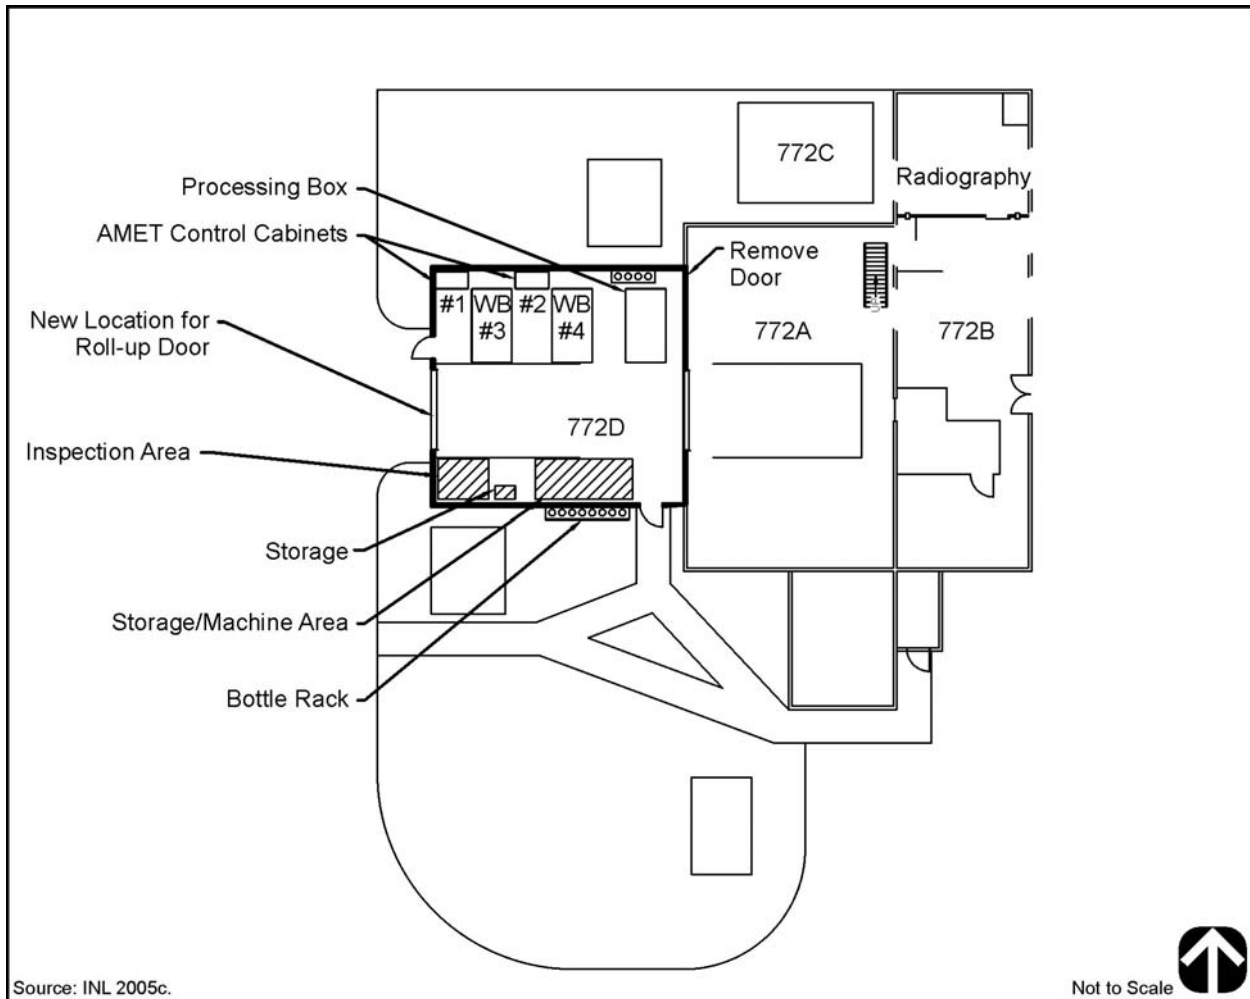 772C
Radiography
Processing Box
AMET Control Cabinets
Remove
Door
#1
WB
#3
#2
WB
#4
New Location for
Roll-up Door
772A
772B
772D
Inspection Area
Storage
Storage/Machine Area
Bottle Rack
Source: INL 2005c.
Not to Scale